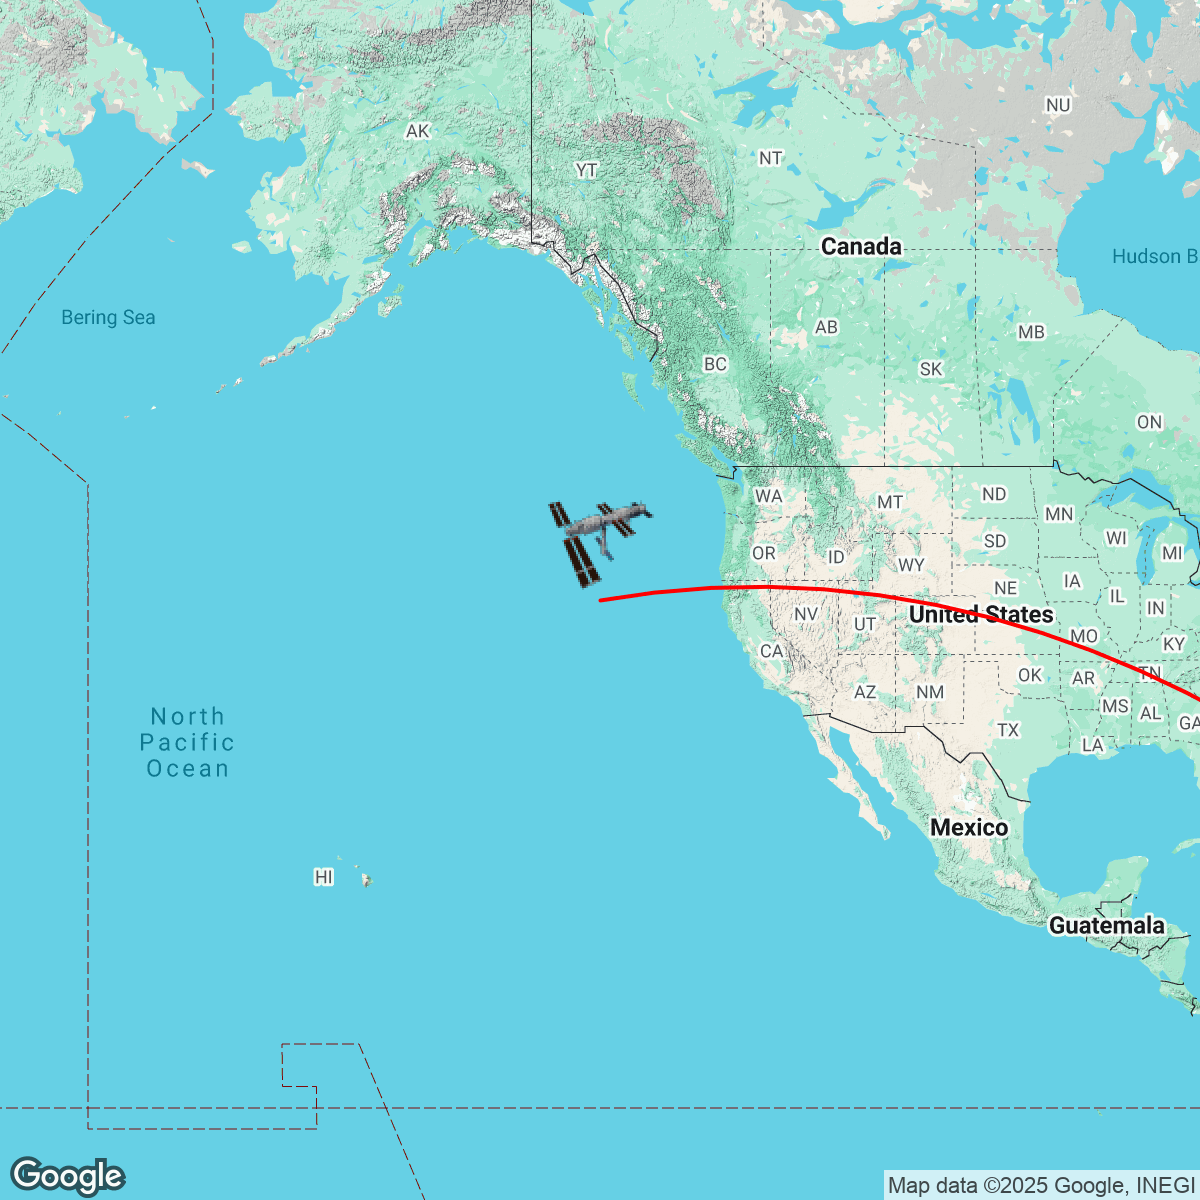 NU
AK
NT
YT
Canada
Hudson B
Bering Sea
AB
MB
BC
SK
ON
WA
ND
MT
MN
SD
WI
MI
OR
ID
WY
IA
NE
IL
IN
NV
UT
United States
MO
KY
CA
OK
AR
TN
AZ
NM
MS
AL
North
Pacific
Ocean
GA
TX
LA
Mexico
HI
Guatemala
Google
Map data ©2025 Google, INEGI